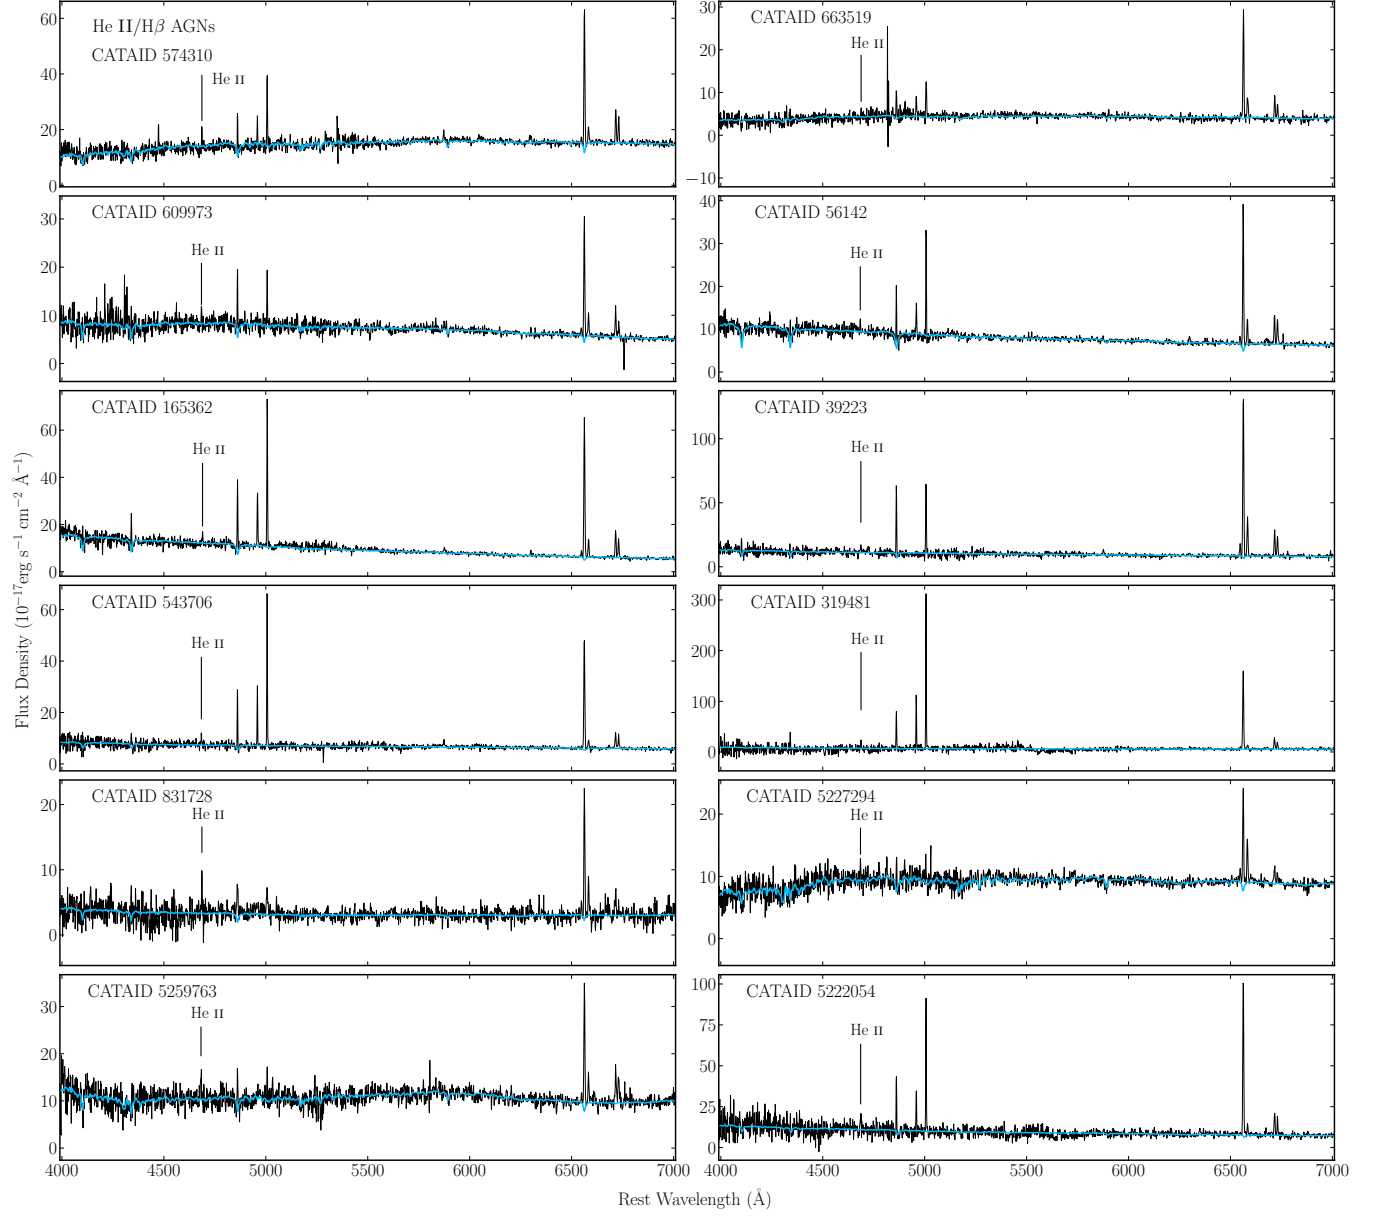 He II/Hβ AGNs
CATAID 574310
He II
60
40
20
0
CATAID 663519
He II
30
20
10
0
−10
CATAID 609973
He II
30
20
10
0
CATAID 56142
He II
40
30
20
10
0
CATAID 165362
He II
60
40
20
0
CATAID 39223
He II
100
50
0
CATAID 543706
He II
60
40
20
0
CATAID 319481
He II
300
200
100
0
CATAID 831728
He II
20
10
0
CATAID 5227294
He II
20
10
0
CATAID 5259763
He II
30
20
10
0
CATAID 5222054
He II
100
75
50
25
0
4000 4500 5000 5500 6000 6500 7000
4000 4500 5000 5500 6000 6500 7000
Flux Density (10⁻¹⁷erg s⁻¹ cm⁻² Å⁻¹)
Rest Wavelength (Å)